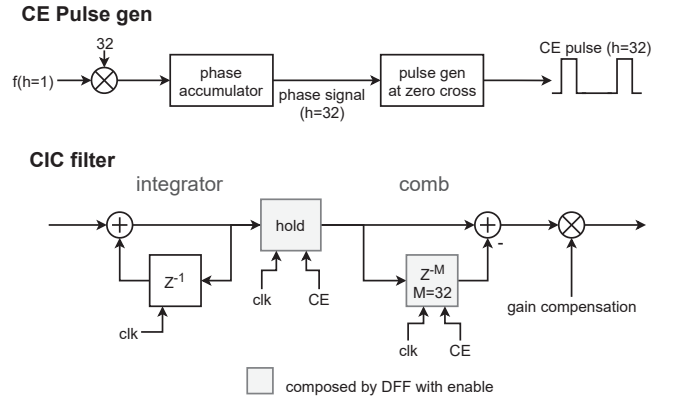 CE Pulse gen
32
CE pulse (h=32)
f(h=1)
phase
accumulator
phase signal
(h=32)
pulse gen
at zero cross
CIC filter
integrator
comb
+
hold
+
-
Z-1
Z-M
M=32
clk
CE
gain compensation
clk
clk
CE
composed by DFF with enable